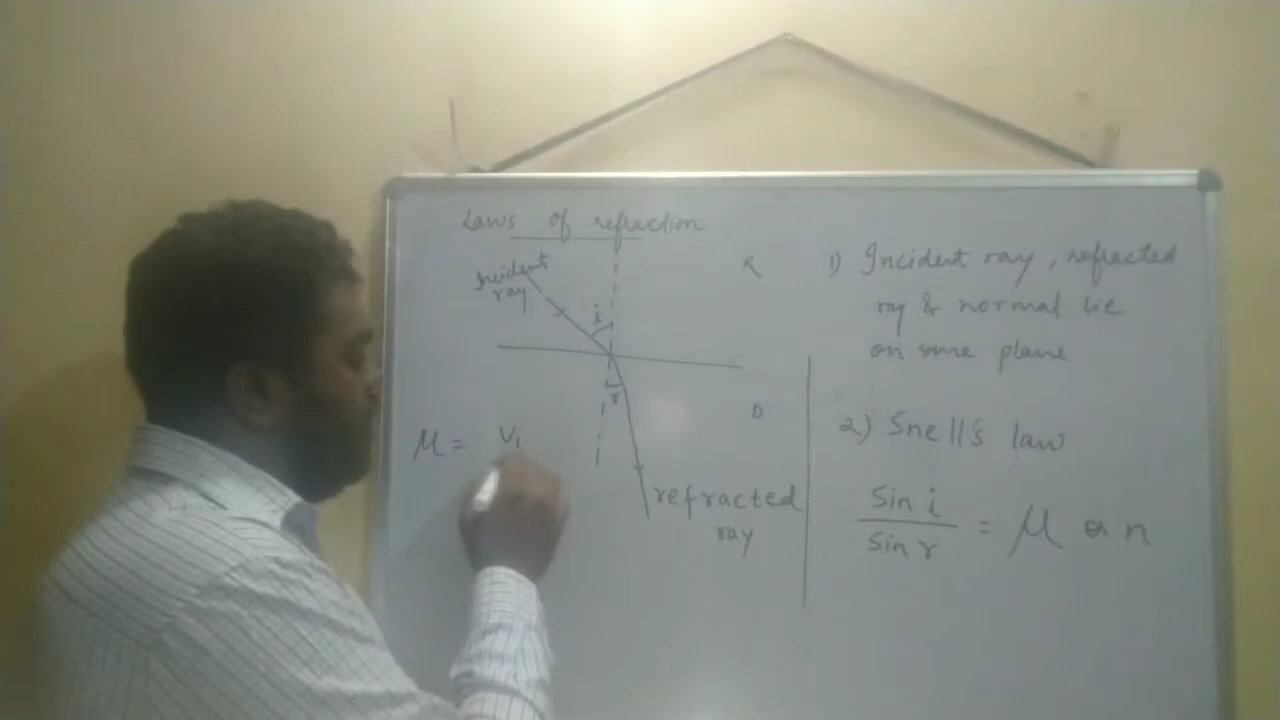 Laws of refraction
Incident
ray
i
r
R
D
μ = V₁
refracted
ray
1) Incident ray, refracted
ray & normal lie
on same plane
2) Snell's law
Sin i
Sin r
= μ or n